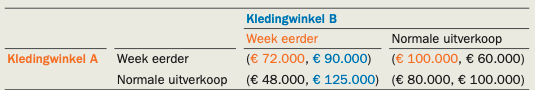 Kledingwinkel B
Week eerder Normale uitverkoop
Kledingwinkel A Week eerder (€ 72.000, € 90.000) (€ 100.000, € 60.000)
Normale uitverkoop (€ 48.000, € 125.000) (€ 80.000, € 100.000)